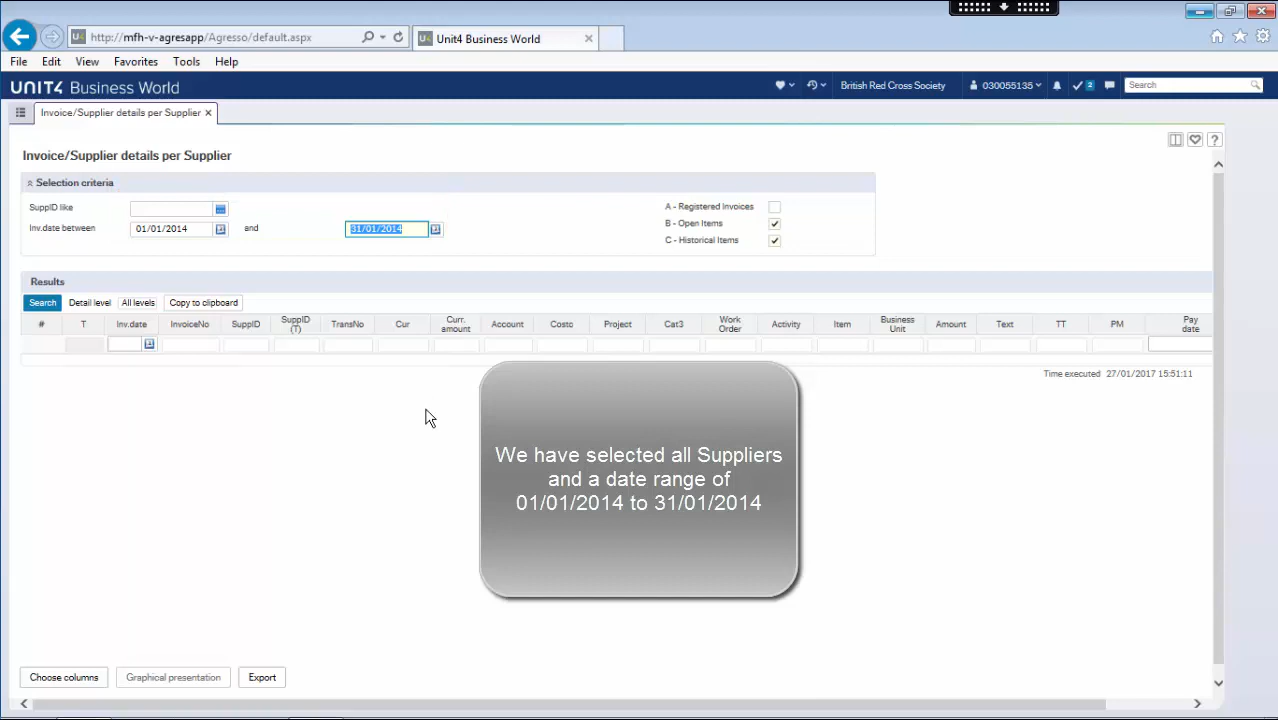 http://mfh-v-agresapp/Agresso/default.aspx
U4 Unit4 Business World
File Edit View Favorites Tools Help
UNIT4 Business World
British Red Cross Society 030055135 2 Search
Invoice/Supplier details per Supplier
Invoice/Supplier details per Supplier
Selection criteria
SuppID like A - Registered Invoices
Inv.date between 01/01/2014 and 31/01/2014 B - Open Items
C - Historical Items
Results
Search Detail level All levels Copy to clipboard
# T Inv.date InvoiceNo SuppID SuppID (T) TransNo Cur Curr. amount Account Costc Project Cat3 Work Order Activity Item Business Unit Amount Text TT PM Pay date
Time executed 27/01/2017 15:51:11
We have selected all Suppliers
and a date range of
01/01/2014 to 31/01/2014
Choose columns Graphical presentation Export